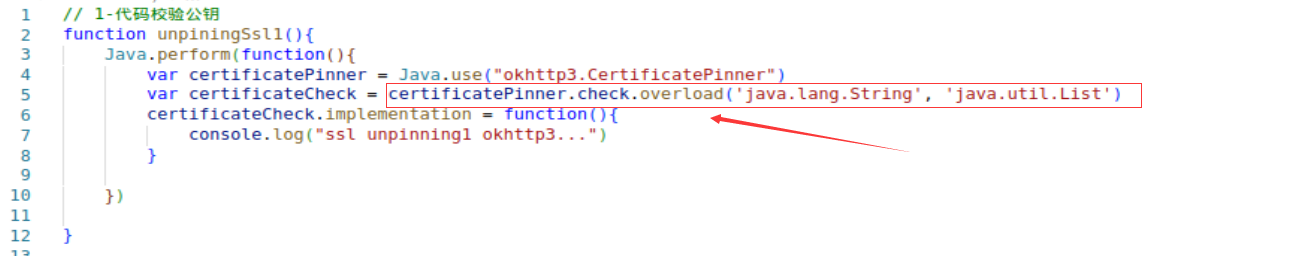 1 // 1-代码校验公钥
2 function unpiningSsl1(){
3 Java.perform(function(){
4 var certificatePinner = Java.use("okhttp3.CertificatePinner")
5 var certificateCheck = certificatePinner.check.overload('java.lang.String', 'java.util.List')
6 certificateCheck.implementation = function(){
7 console.log("ssl unpinning1 okhttp3...")
8 }
9
10 })
11
12 }
13